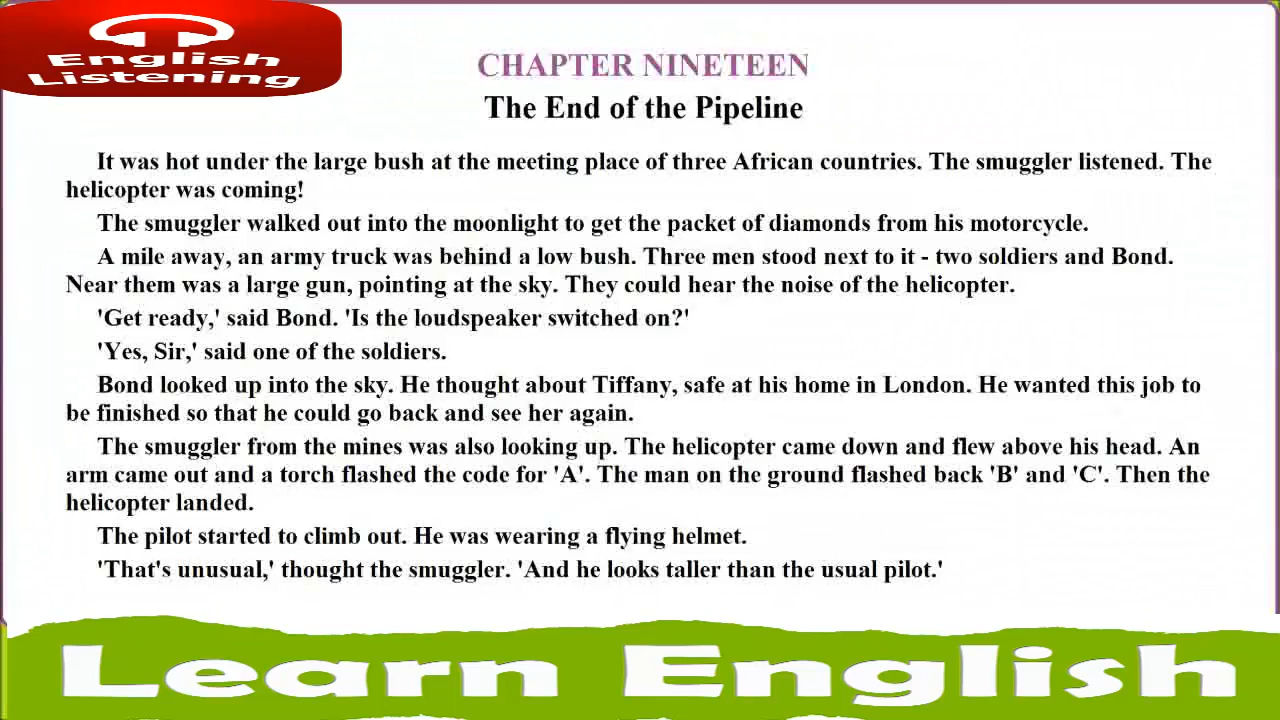 English
Listening
CHAPTER NINETEEN
The End of the Pipeline
It was hot under the large bush at the meeting place of three African countries. The smuggler listened. The
helicopter was coming!
The smuggler walked out into the moonlight to get the packet of diamonds from his motorcycle.
A mile away, an army truck was behind a low bush. Three men stood next to it - two soldiers and Bond.
Near them was a large gun, pointing at the sky. They could hear the noise of the helicopter.
'Get ready,' said Bond. 'Is the loudspeaker switched on?'
'Yes, Sir,' said one of the soldiers.
Bond looked up into the sky. He thought about Tiffany, safe at his home in London. He wanted this job to
be finished so that he could go back and see her again.
The smuggler from the mines was also looking up. The helicopter came down and flew above his head. An
arm came out and a torch flashed the code for 'A'. The man on the ground flashed back 'B' and 'C'. Then the
helicopter landed.
The pilot started to climb out. He was wearing a flying helmet.
'That's unusual,' thought the smuggler. 'And he looks taller than the usual pilot.'
Learn English